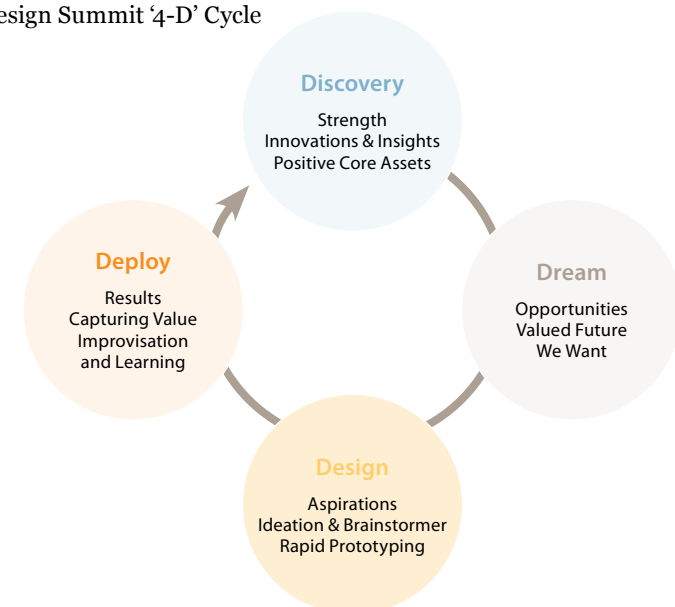 esign Summit ‘4-D’ Cycle
Discovery
Strength
Innovations & Insights
Positive Core Assets
Dream
Opportunities
Valued Future
We Want
Design
Aspirations
Ideation & Brainstormer
Rapid Prototyping
Deploy
Results
Capturing Value
Improvisation
and Learning